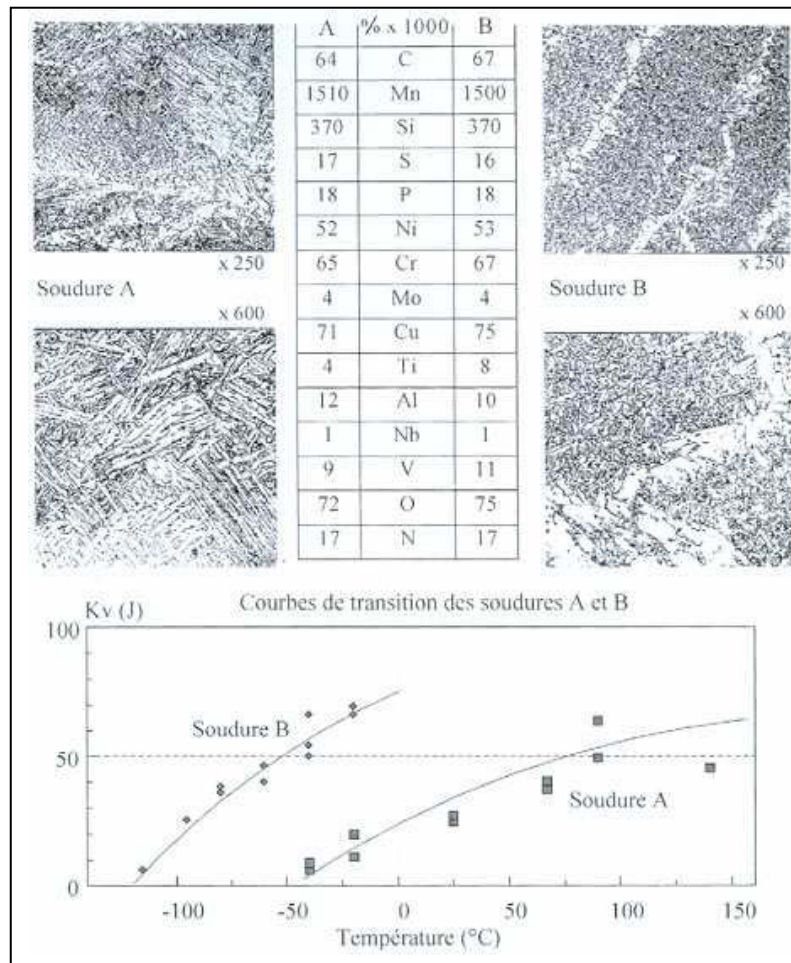 A % x 1000 B
64 C 67
1510 Mn 1500
370 Si 370
17 S 16
18 P 18
52 Ni 53
65 Cr 67
4 Mo 4
71 Cu 75
4 Ti 8
12 Al 10
1 Nb 1
9 V 11
72 O 75
17 N 17
x 250
Soudure A
x 600
x 250
Soudure B
x 600
Kv (J)
Courbes de transition des soudures A et B
100
50
0
Soudure B
Soudure A
-100 -50 0 50 100 150
Température (°C)